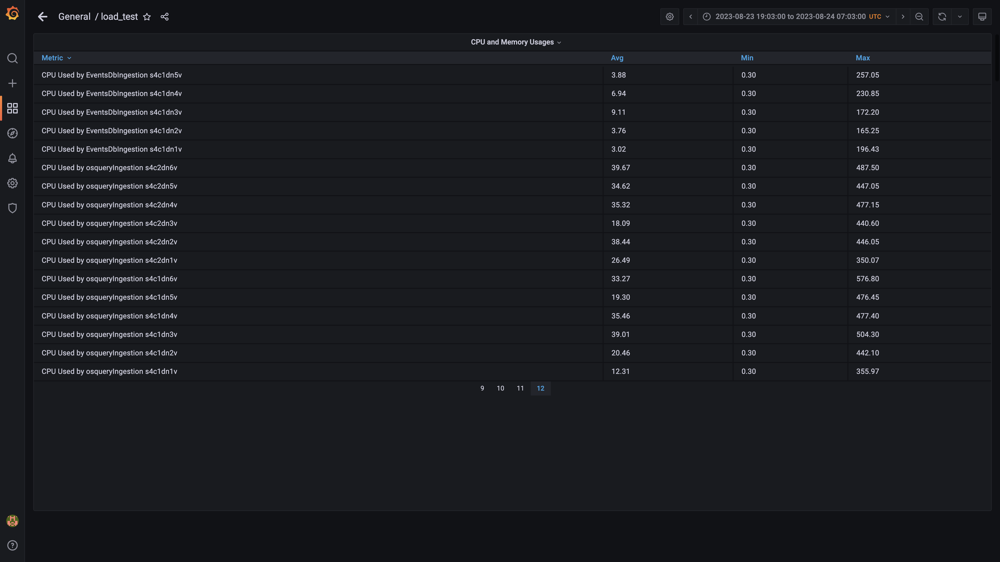 General / load_test
2023-08-23 19:03:00 to 2023-08-24 07:03:00 UTC
CPU and Memory Usages
Metric Avg Min Max
CPU Used by EventsDbIngestion s4c1dn5v 3.88 0.30 257.05
CPU Used by EventsDbIngestion s4c1dn4v 6.94 0.30 230.85
CPU Used by EventsDbIngestion s4c1dn3v 9.11 0.30 172.20
CPU Used by EventsDbIngestion s4c1dn2v 3.76 0.30 165.25
CPU Used by EventsDbIngestion s4c1dn1v 3.02 0.30 196.43
CPU Used by osqueryIngestion s4c2dn6v 39.67 0.30 487.50
CPU Used by osqueryIngestion s4c2dn5v 34.62 0.30 447.05
CPU Used by osqueryIngestion s4c2dn4v 35.32 0.30 477.15
CPU Used by osqueryIngestion s4c2dn3v 18.09 0.30 440.60
CPU Used by osqueryIngestion s4c2dn2v 38.44 0.30 446.05
CPU Used by osqueryIngestion s4c2dn1v 26.49 0.30 350.07
CPU Used by osqueryIngestion s4c1dn6v 33.27 0.30 576.80
CPU Used by osqueryIngestion s4c1dn5v 19.30 0.30 476.45
CPU Used by osqueryIngestion s4c1dn4v 35.46 0.30 477.40
CPU Used by osqueryIngestion s4c1dn3v 39.01 0.30 504.30
CPU Used by osqueryIngestion s4c1dn2v 20.46 0.30 442.10
CPU Used by osqueryIngestion s4c1dn1v 12.31 0.30 355.97
9 10 11 12